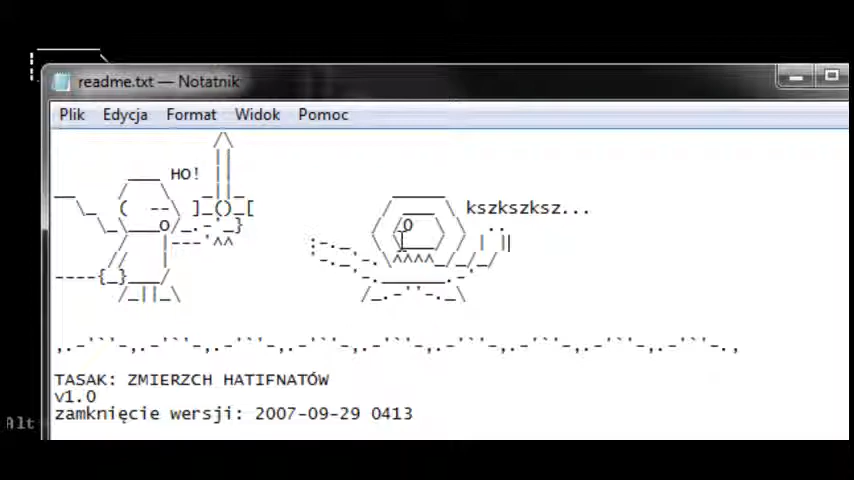 readme.txt — Notatnik
Plik Edycja Format Widok Pomoc
HO!
kszkszksz...
TASAK: ZMIERZCH HATIFNATÓW
v1.0
Alt
zamknięcie wersji: 2007-09-29 0413